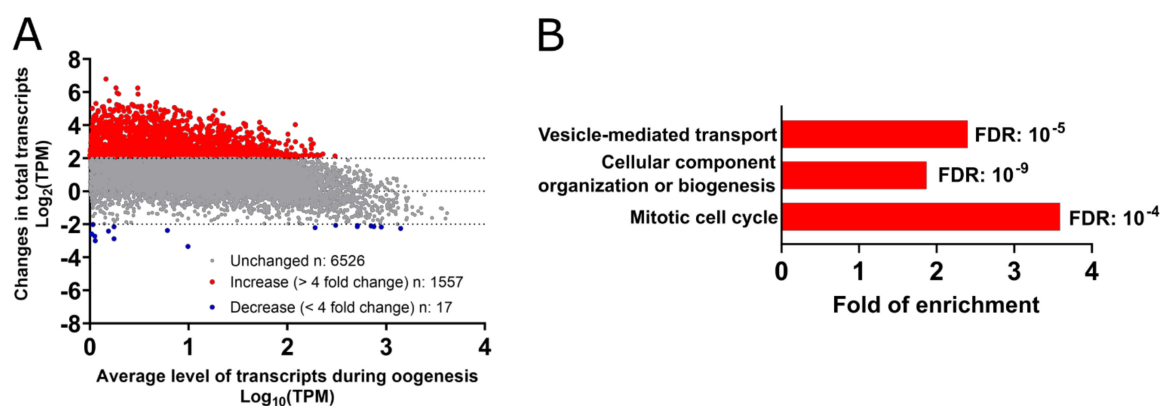 A
Changes in total transcripts
Log2(TPM)
8
6
4
2
0
-2
-4
-6
-8
Unchanged n: 6526
Increase (> 4 fold change) n: 1557
Decrease (< 4 fold change) n: 17
0 1 2 3 4
Average level of transcripts during oogenesis
Log10(TPM)
B
Vesicle-mediated transport
FDR: 10-5
Cellular component
organization or biogenesis
FDR: 10-9
Mitotic cell cycle
FDR: 10-4
0 1 2 3 4
Fold of enrichment